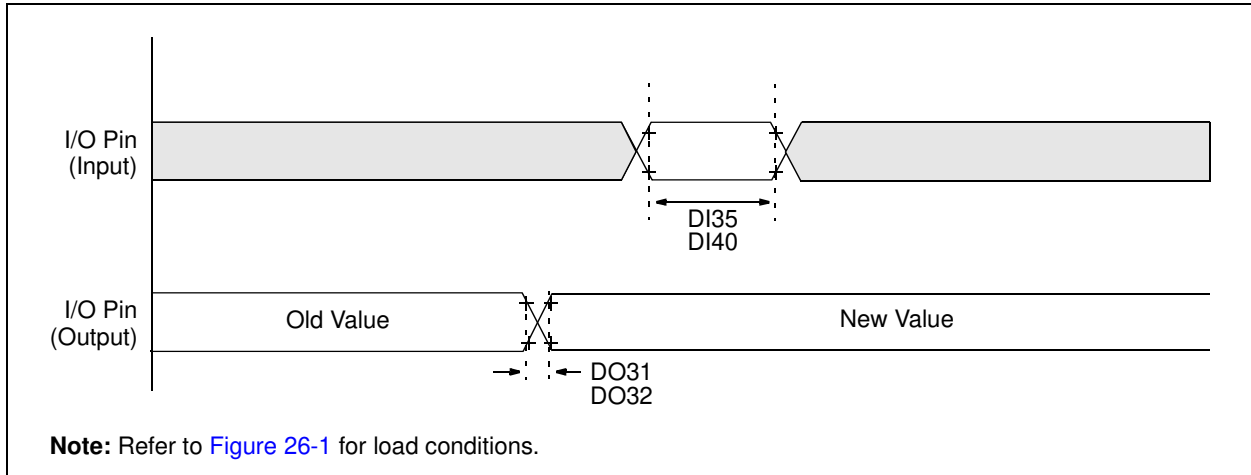 I/O Pin
(Input)
DI35
DI40
I/O Pin
(Output)
Old Value
New Value
DO31
DO32
Note: Refer to Figure 26-1 for load conditions.